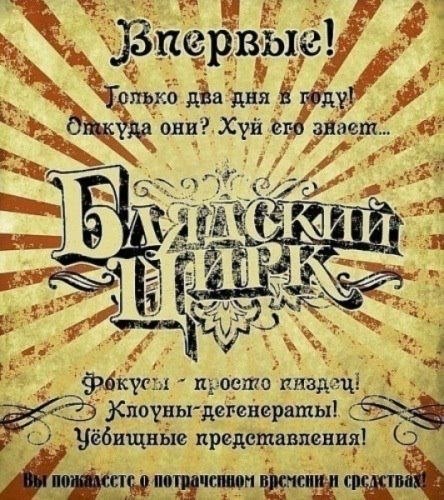 Впервые!
Только два дня в году!
Откуда они? Хуй его знает...
Блядский
Цирк
Фокусы - просто пиздец!
Клоуны-дегенераты!
Уёбищные представления!
Вы пожалеете о потраченном времени и средствах!